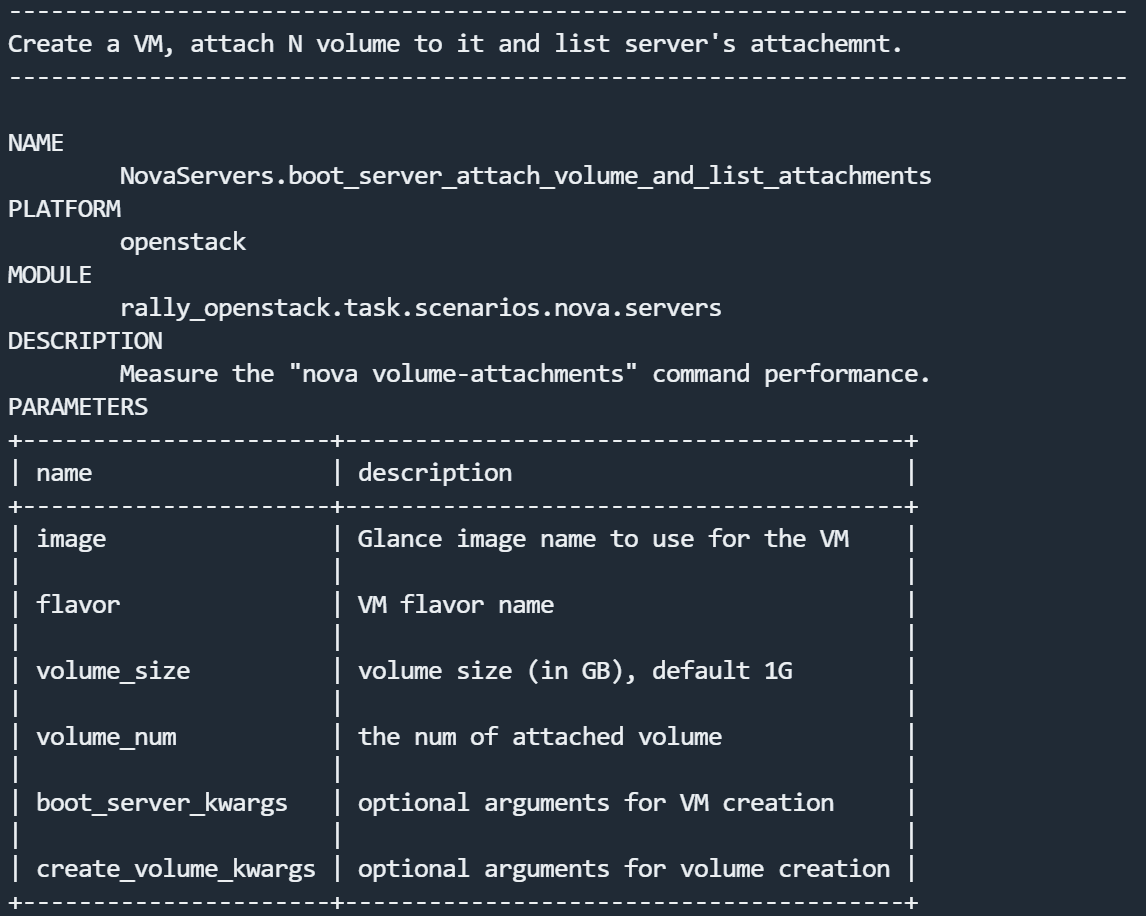 --------------------------------------------------------------------------------
Create a VM, attach N volume to it and list server's attachemnt.
--------------------------------------------------------------------------------

NAME
        NovaServers.boot_server_attach_volume_and_list_attachments
PLATFORM
        openstack
MODULE
        rally_openstack.task.scenarios.nova.servers
DESCRIPTION
        Measure the "nova volume-attachments" command performance.
PARAMETERS
+----------------------+----------------------------------------+
| name                 | description                            |
+----------------------+----------------------------------------+
| image                | Glance image name to use for the VM    |
|                      |                                        |
| flavor               | VM flavor name                         |
|                      |                                        |
| volume_size          | volume size (in GB), default 1G        |
|                      |                                        |
| volume_num           | the num of attached volume             |
|                      |                                        |
| boot_server_kwargs   | optional arguments for VM creation     |
|                      |                                        |
| create_volume_kwargs | optional arguments for volume creation |
+----------------------+----------------------------------------+